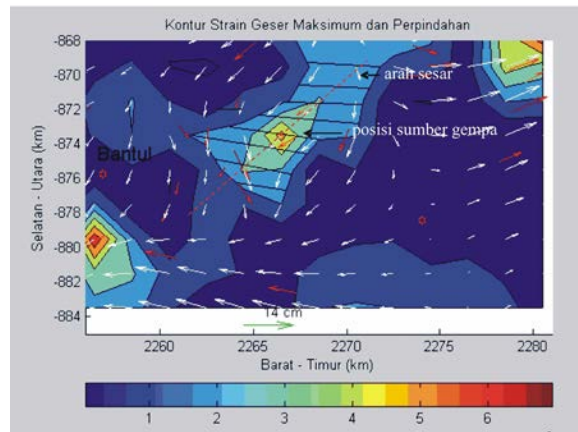 Kontur Strain Geser Maksimum dan Perpindahan
-868
-870
-872
-874
-876
-878
-880
-882
-884
Selatan - Utara (km)
arah sesar
posisi sumber gempa
Bantul
14 cm
2260 2265 2270 2275 2280
Barat - Timur (km)
1 2 3 4 5 6